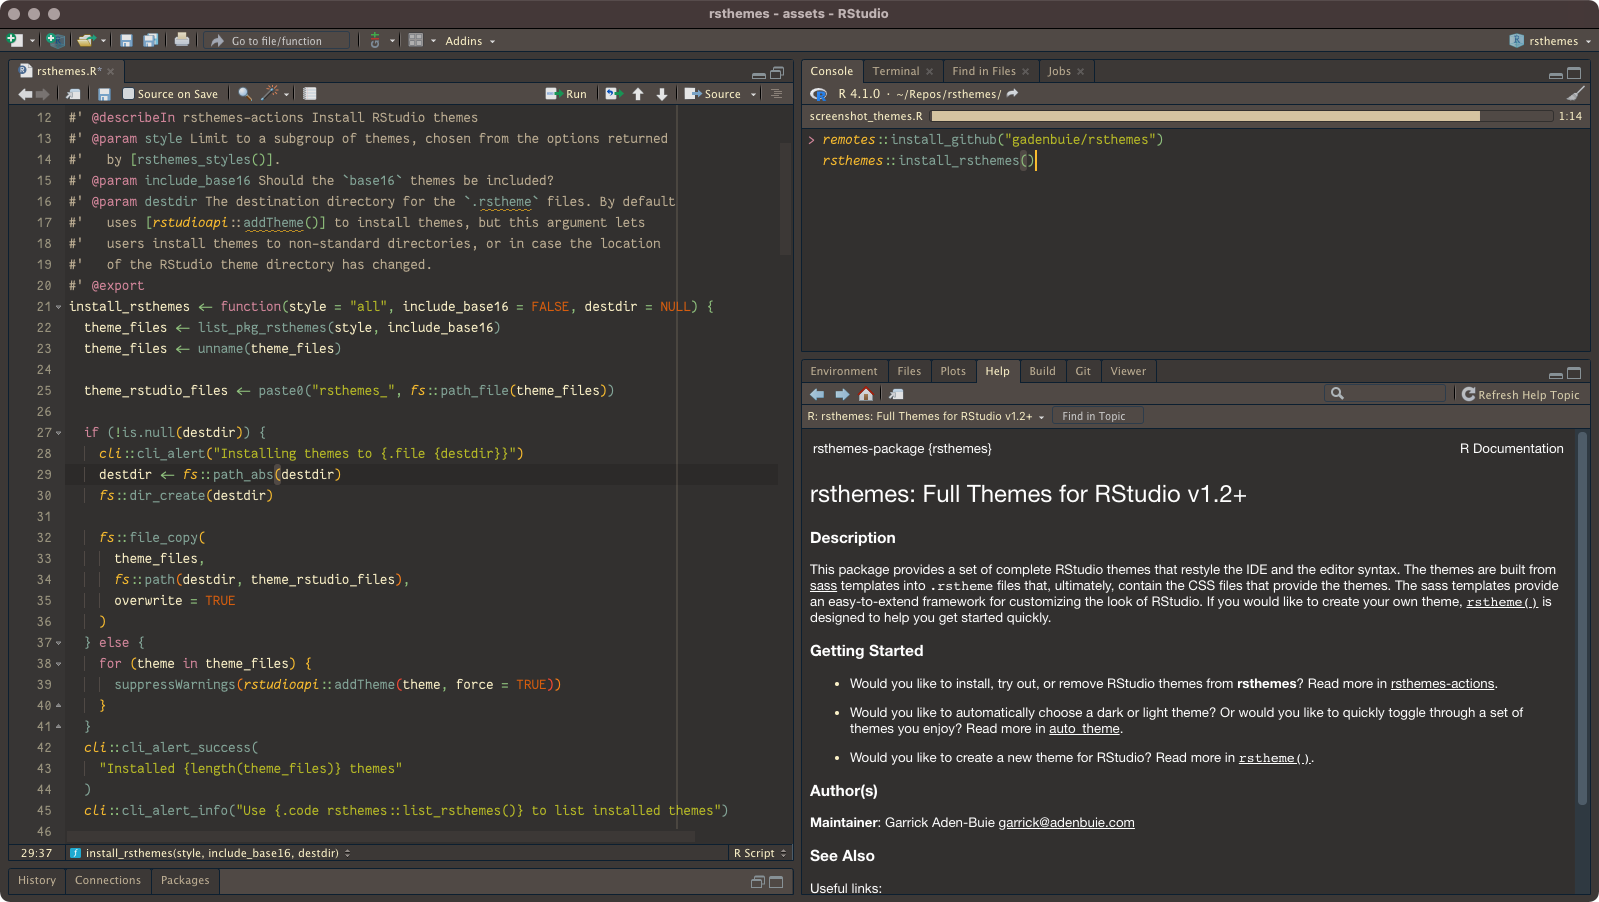 rsthemes - assets - RStudio
Go to file/function
Addins
rsthemes
rsthemes.R*
Source on Save
Run
Source
12 #' @describeIn rsthemes-actions Install RStudio themes
13 #' @param style Limit to a subgroup of themes, chosen from the options returned
14 #'   by [rsthemes_styles()].
15 #' @param include_base16 Should the `base16` themes be included?
16 #' @param destdir The destination directory for the `.rstheme` files. By default
17 #'   uses [rstudioapi::addTheme()] to install themes, but this argument lets
18 #'   users install themes to non-standard directories, or in case the location
19 #'   of the RStudio theme directory has changed.
20 #' @export
21 install_rsthemes <- function(style = "all", include_base16 = FALSE, destdir = NULL) {
22   theme_files <- list_pkg_rsthemes(style, include_base16)
23   theme_files <- unname(theme_files)
24
25   theme_rstudio_files <- paste0("rsthemes_", fs::path_file(theme_files))
26
27   if (!is.null(destdir)) {
28     cli::cli_alert("Installing themes to {.file {destdir}}")
29     destdir <- fs::path_abs(destdir)
30     fs::dir_create(destdir)
31
32     fs::file_copy(
33       theme_files,
34       fs::path(destdir, theme_rstudio_files),
35       overwrite = TRUE
36     )
37   } else {
38     for (theme in theme_files) {
39       suppressWarnings(rstudioapi::addTheme(theme, force = TRUE))
40     }
41   }
42   cli::cli_alert_success(
43     "Installed {length(theme_files)} themes"
44   )
45   cli::cli_alert_info("Use {.code rsthemes::list_rsthemes()} to list installed themes")
46
29:37 install_rsthemes(style, include_base16, destdir) R Script
History Connections Packages
Console Terminal Find in Files Jobs
R 4.1.0 · ~/Repos/rsthemes/
screenshot_themes.R 1:14
> remotes::install_github("gadenbuie/rsthemes")
rsthemes::install_rsthemes()
Environment Files Plots Help Build Git Viewer
Refresh Help Topic
R: rsthemes: Full Themes for RStudio v1.2+ Find in Topic
rsthemes-package {rsthemes} R Documentation
rsthemes: Full Themes for RStudio v1.2+
Description
This package provides a set of complete RStudio themes that restyle the IDE and the editor syntax. The themes are built from
sass templates into .rstheme files that, ultimately, contain the CSS files that provide the themes. The sass templates provide
an easy-to-extend framework for customizing the look of RStudio. If you would like to create your own theme, rstheme() is
designed to help you get started quickly.
Getting Started
• Would you like to install, try out, or remove RStudio themes from rsthemes? Read more in rsthemes-actions.
• Would you like to automatically choose a dark or light theme? Or would you like to quickly toggle through a set of
themes you enjoy? Read more in auto_theme.
• Would you like to create a new theme for RStudio? Read more in rstheme().
Author(s)
Maintainer: Garrick Aden-Buie garrick@adenbuie.com
See Also
Useful links: